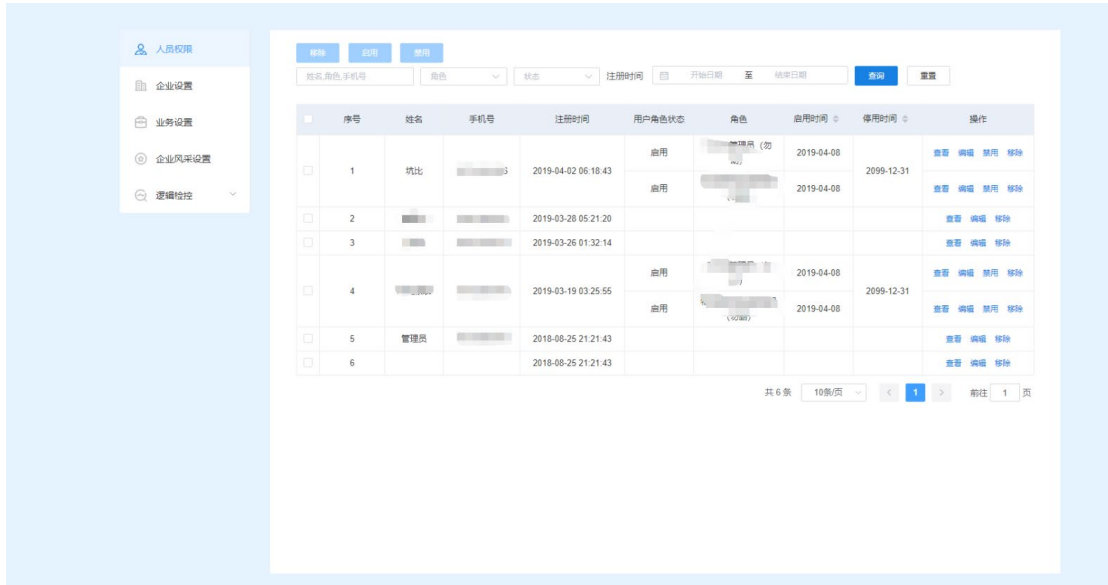 人员权限
企业设置
业务设置
企业风采设置
逻辑检控
移除 启用 禁用
姓名,角色,手机号 角色 状态 注册时间 开始日期 至 结束日期 查询 重置
序号 姓名 手机号 注册时间 用户角色状态 角色 启用时间 停用时间 操作
1 坑比 2019-04-02 06:18:43 2099-12-31
启用 管理员(勿 2019-04-08 查看 编辑 禁用 移除
启用 2019-04-08 查看 编辑 禁用 移除
2 2019-03-28 05:21:20 查看 编辑 移除
3 2019-03-26 01:32:14 查看 编辑 移除
4 2019-03-19 03:25:55 2099-12-31
启用 2019-04-08 查看 编辑 禁用 移除
启用 2019-04-08 查看 编辑 禁用 移除
5 管理员 2018-08-25 21:21:43 查看 编辑 移除
6 2018-08-25 21:21:43 查看 编辑 移除
共 6 条 10条/页 < 1 > 前往 1 页